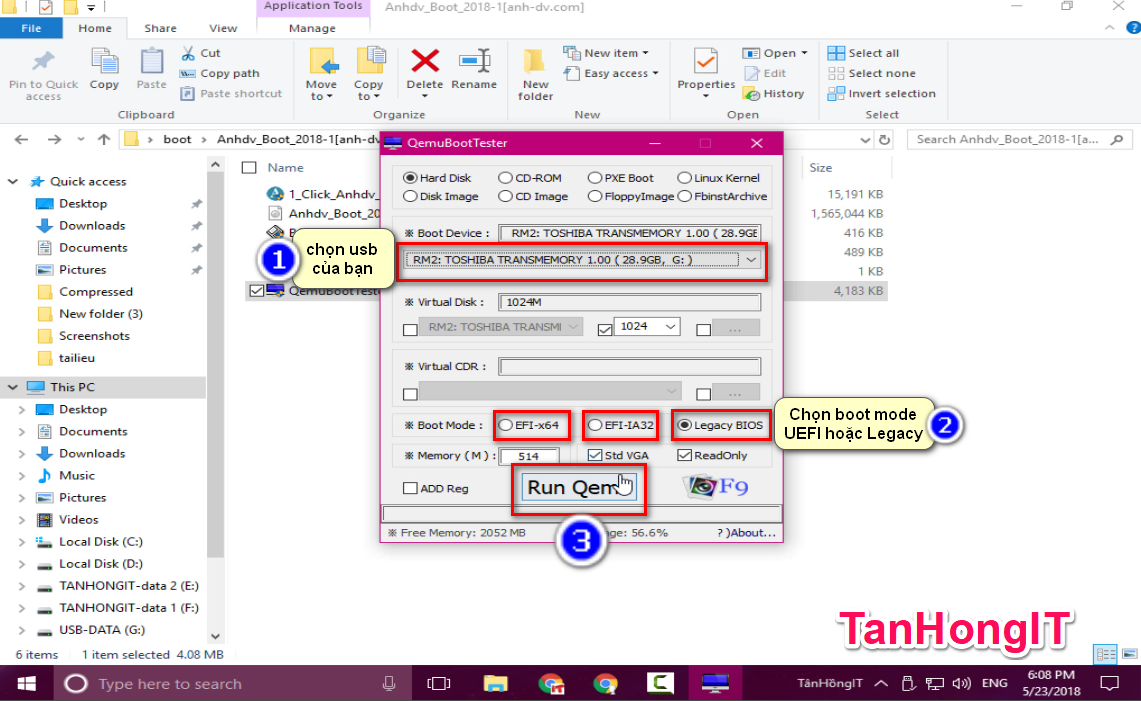 Application Tools
Anhdv_Boot_2018-1[anh-dv.com]
File
Home
Share
View
Manage
Pin to Quick access
Copy
Paste
Cut
Copy path
Paste shortcut
Clipboard
Move to
Copy to
Delete
Rename
Organize
New folder
New item
Easy access
New
Properties
Open
Edit
History
Open
Select all
Select none
Invert selection
Select
boot
Anhdv_Boot_2018-1[anh-dv
Search Anhdv_Boot_2018-1[a...
Quick access
Desktop
Downloads
Documents
Pictures
Compressed
New folder (3)
Screenshots
tailieu
This PC
Desktop
Documents
Downloads
Music
Pictures
Videos
Local Disk (C:)
Local Disk (D:)
TANHONGIT-data 2 (E:)
TANHONGIT-data 1 (F:)
USB-DATA (G:)
Name
Size
1_Click_Anhdv_
15,191 KB
Anhdv_Boot_20
1,565,044 KB
416 KB
489 KB
1 KB
QemuBootTeste
4,183 KB
QemuBootTester
Hard Disk
CD-ROM
PXE Boot
Linux Kernel
Disk Image
CD Image
FloppyImage
FbinstArchive
※ Boot Device :
RM2: TOSHIBA TRANSMEMORY 1.00 ( 28.9GE
RM2: TOSHIBA TRANSMEMORY 1.00 ( 28.9GB, G: )
※ Virtual Disk :
1024M
RM2: TOSHIBA TRANSMI
1024
...
※ Virtual CDR :
...
※ Boot Mode :
EFI-x64
EFI-IA32
Legacy BIOS
※ Memory ( M ) :
514
Std VGA
ReadOnly
ADD Reg
Run Qem
F9
※ Free Memory: 2052 MB
ge: 56.6%
? )About...
1
chọn usb
của bạn
Chọn boot mode
UEFI hoặc Legacy
2
3
TanHongIT
6 items
1 item selected 4.08 MB
Type here to search
TânHồngIT
ENG
6:08 PM
5/23/2018